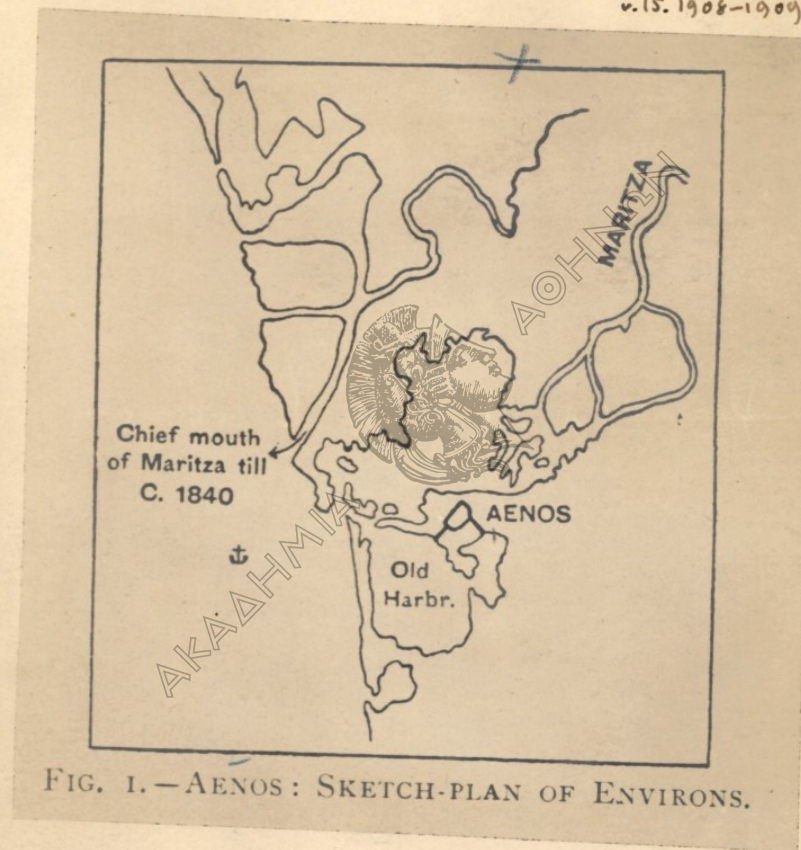 v.15. 1908–1909
MARITZA
Chief mouth
of Maritza till
C. 1840
AENOS
Old
Harbr.
ΑΚΑΔΗΜΙΑ ΑΘΗΝΩΝ
FIG. 1.—AENOS: SKETCH-PLAN OF ENVIRONS.